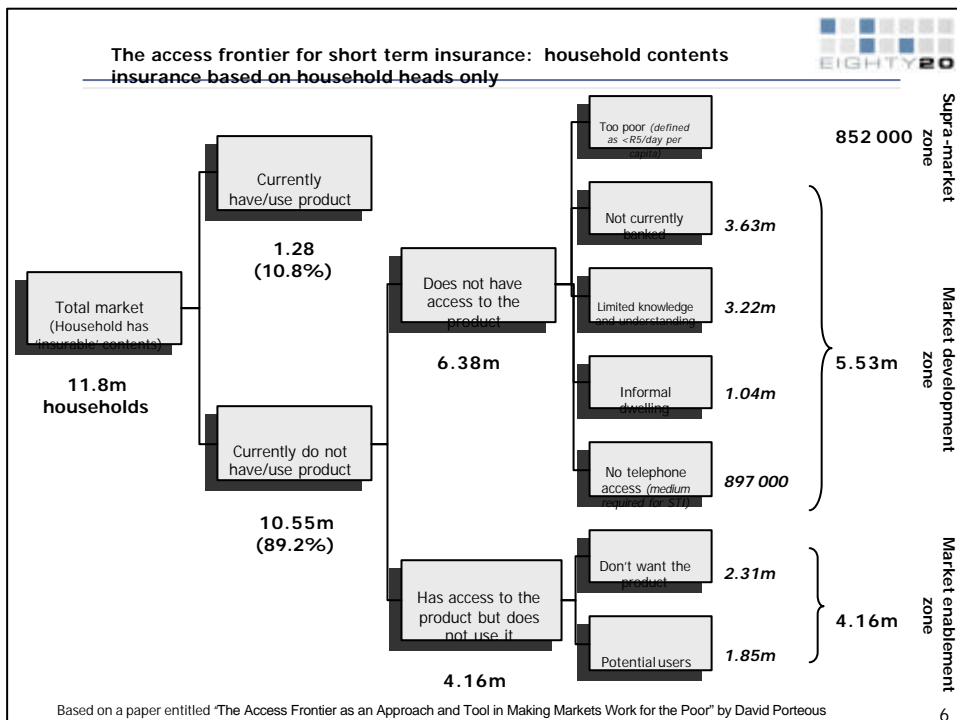 The access frontier for short term insurance: household contents
insurance based on household heads only
EIGHTY20
Total market
(Household has
'insurable' contents)
11.8m
households
Currently
have/use product
1.28
(10.8%)
Currently do not
have/use product
10.55m
(89.2%)
Does not have
access to the
product
6.38m
Has access to the
product but does
not use it
4.16m
Too poor (defined
as <R5/day per
capita)
852 000
Not currently
banked
3.63m
Limited knowledge
and understanding
3.22m
Informal
dwelling
1.04m
No telephone
access (medium
required for STI)
897 000
5.53m
Don't want the
product
2.31m
Potential users
1.85m
4.16m
Supra-market
zone
Market development
zone
Market enablement
zone
Based on a paper entitled "The Access Frontier as an Approach and Tool in Making Markets Work for the Poor" by David Porteous
6